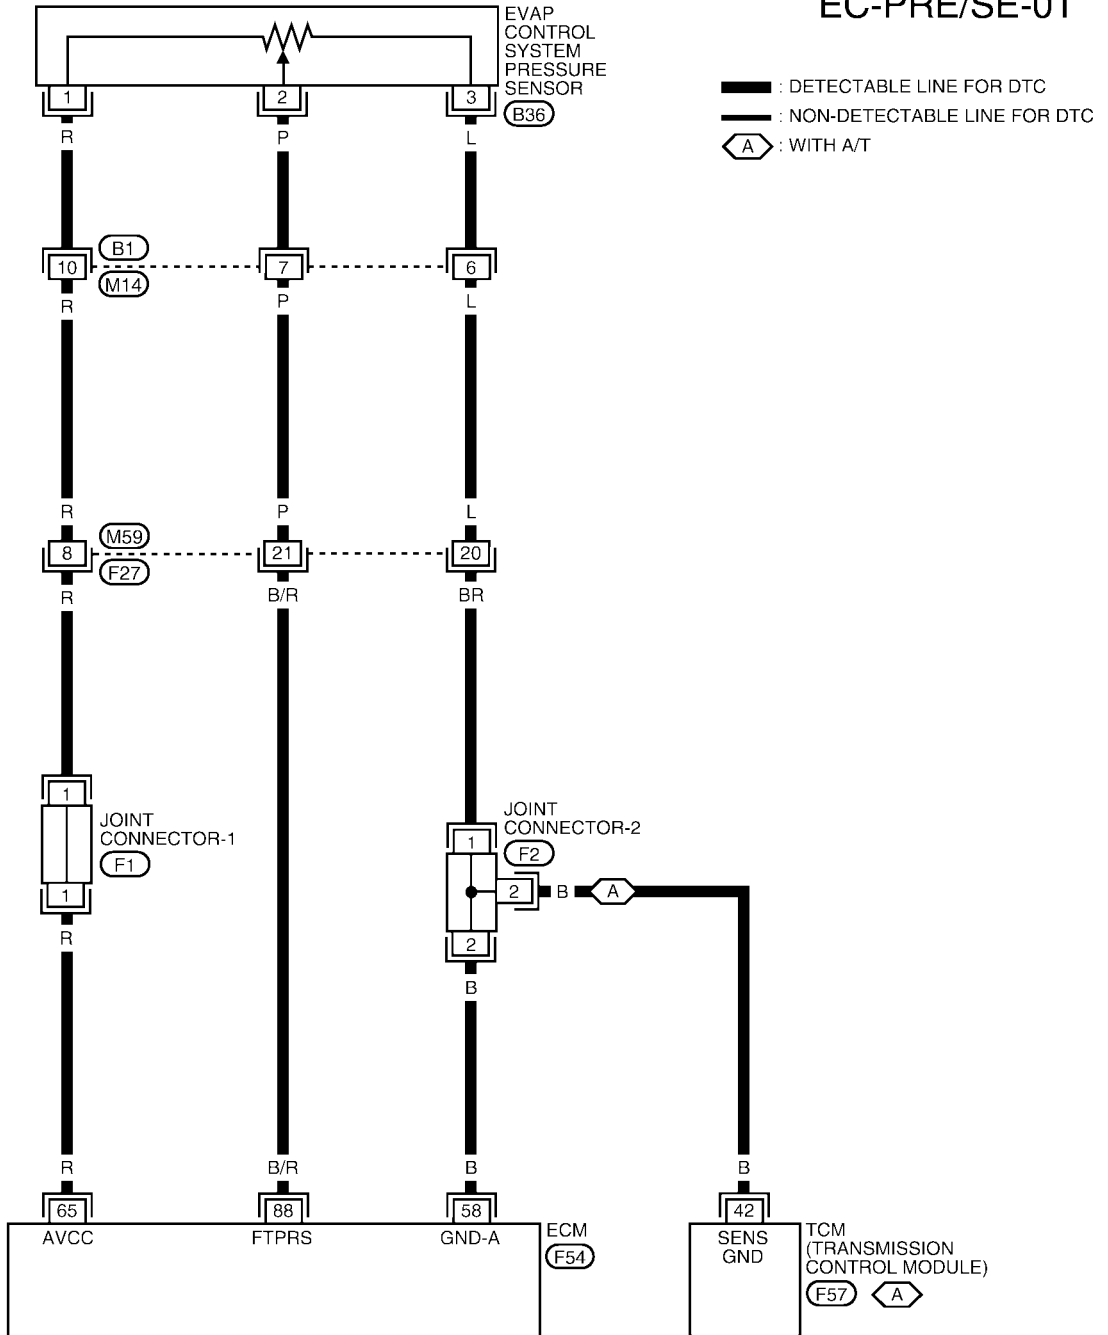 EC-PRE/SE-01
EVAP
CONTROL
SYSTEM
PRESSURE
SENSOR
B36
1 2 3
R P L
: DETECTABLE LINE FOR DTC
: NON-DETECTABLE LINE FOR DTC
A : WITH A/T
B1
10 7 6
M14
R P L
R P L
M59
8 21 20
F27
R B/R BR
1
JOINT
CONNECTOR-1
F1
1
R
JOINT
CONNECTOR-2
F2
1
2 B A
2
B
R B/R B B
65 88 58 42
AVCC FTPRS GND-A
ECM
F54
SENS
GND
TCM
(TRANSMISSION
CONTROL MODULE)
F57 A